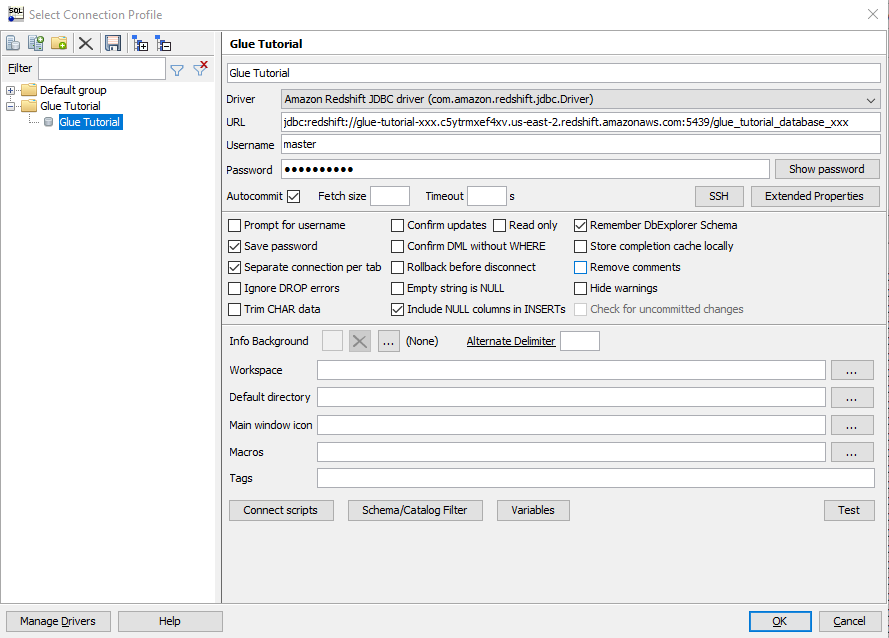 SQL Select Connection Profile
Filter
Default group
Glue Tutorial
Glue Tutorial
Glue Tutorial
Glue Tutorial
Driver Amazon Redshift JDBC driver (com.amazon.redshift.jdbc.Driver)
URL jdbc:redshift://glue-tutorial-xxx.c5ytrmxef4xv.us-east-2.redshift.amazonaws.com:5439/glue_tutorial_database_xxx
Username master
Password ●●●●●●●●●● Show password
Autocommit Fetch size Timeout s SSH Extended Properties
Prompt for username Confirm updates Read only Remember DbExplorer Schema
Save password Confirm DML without WHERE Store completion cache locally
Separate connection per tab Rollback before disconnect Remove comments
Ignore DROP errors Empty string is NULL Hide warnings
Trim CHAR data Include NULL columns in INSERTs Check for uncommitted changes
Info Background ... (None) Alternate Delimiter
Workspace ...
Default directory ...
Main window icon ...
Macros ...
Tags
Connect scripts Schema/Catalog Filter Variables Test
Manage Drivers Help OK Cancel